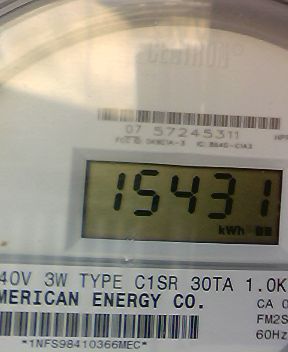 CENTRON®
07 57245311
15431
kWh
40V 3W TYPE C1SR 30TA 1.0K
MERICAN ENERGY CO.
CA 0
FM2S
60Hz
*1NFS98410366MEC*